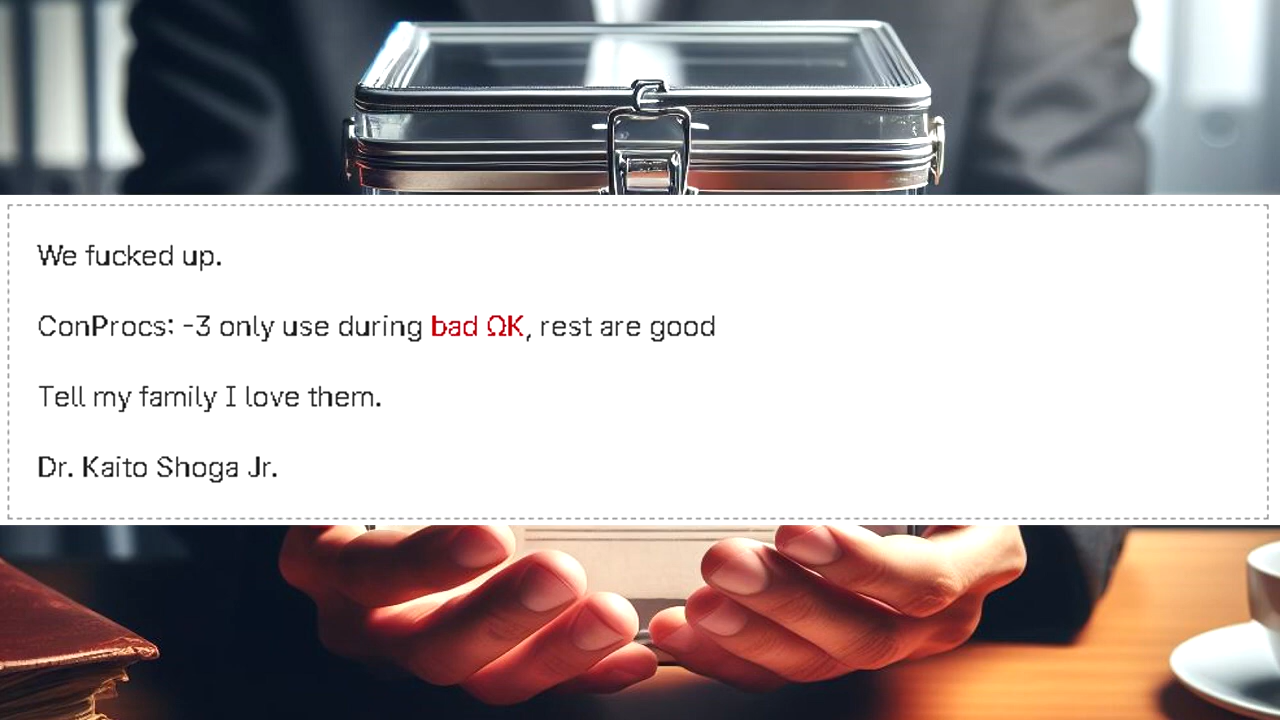 We fucked up.
ConProcs: -3 only use during bad ΩK, rest are good
Tell my family I love them.
Dr. Kaito Shoga Jr.